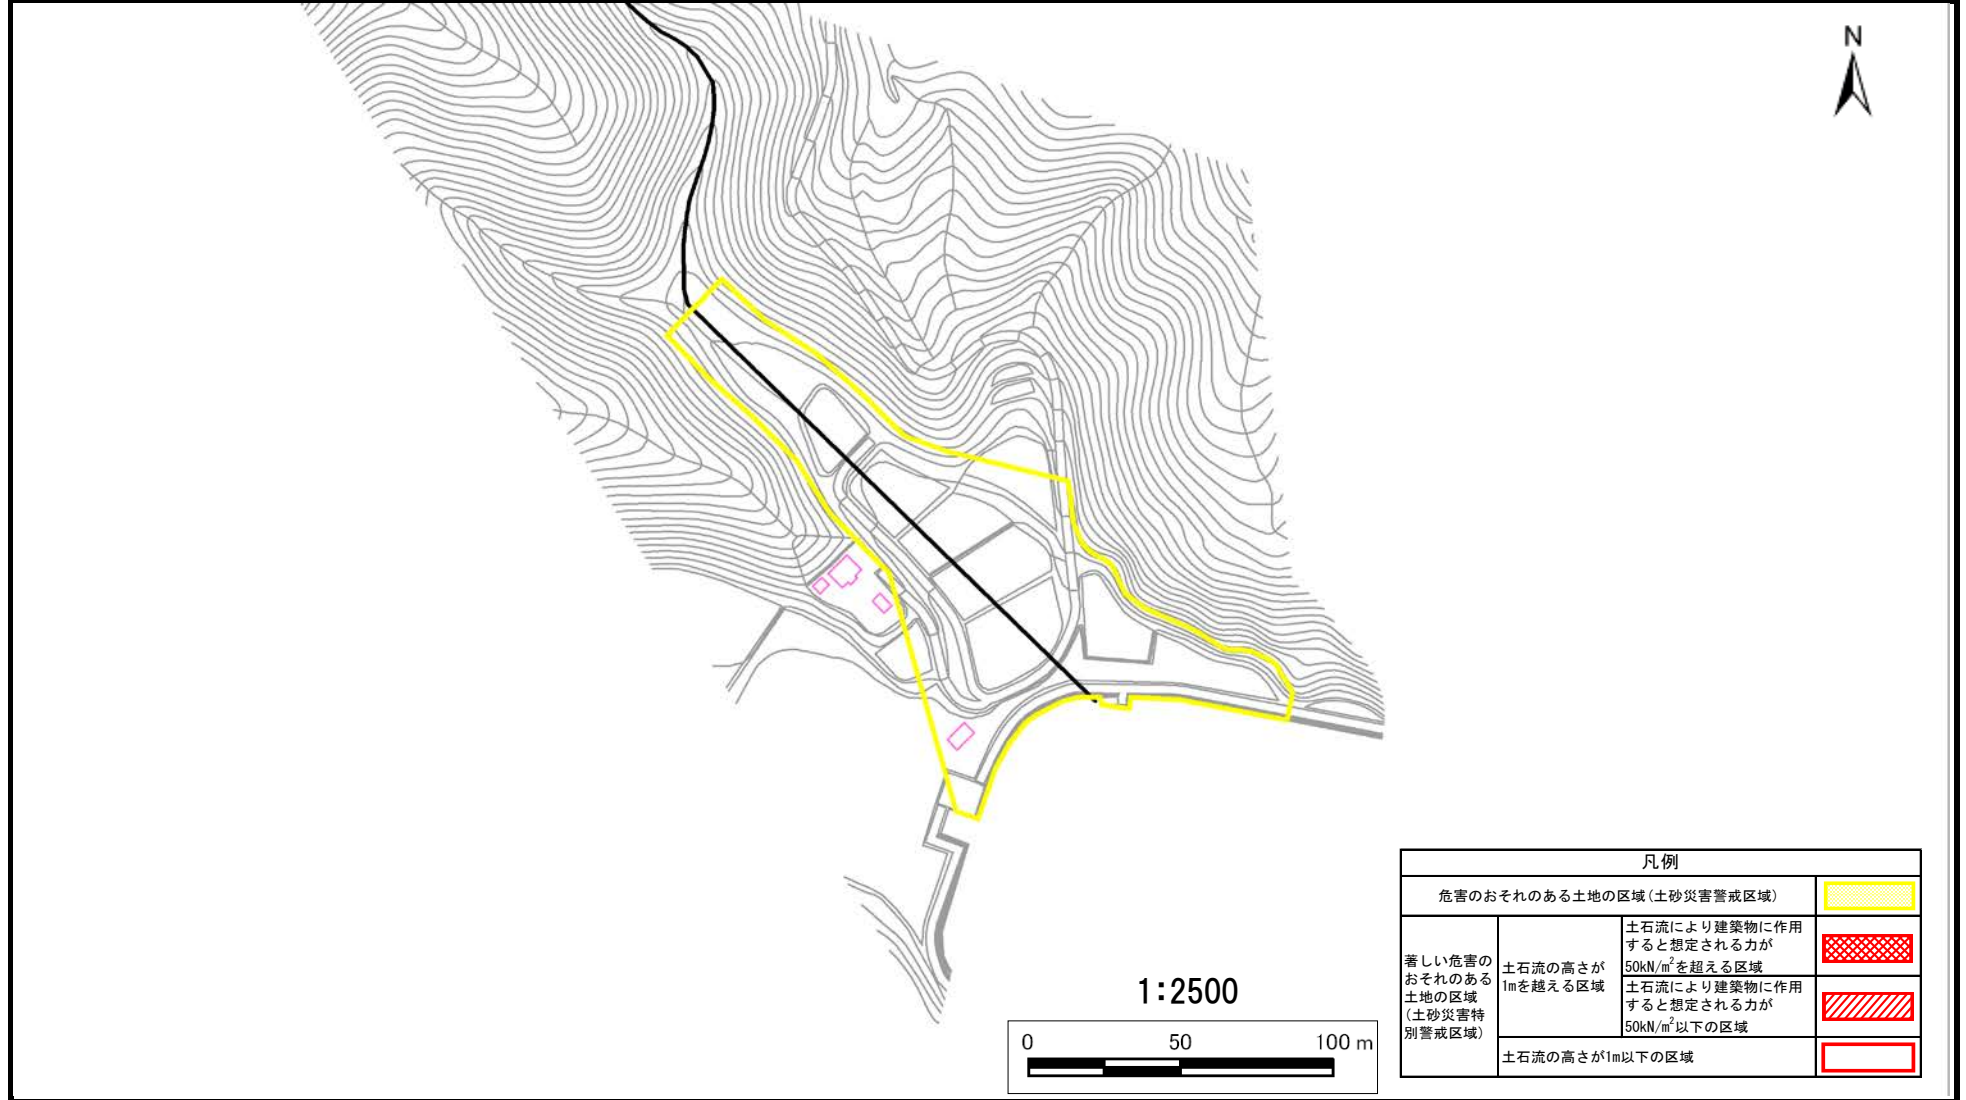 N
凡例
危害のおそれのある土地の区域(土砂災害警戒区域)
著しい危害の
おそれのある
土地の区域
(土砂災害特
別警戒区域)
土石流の高さが
1mを越える区域
土石流により建築物に作用
すると想定される力が
50kN/m²を超える区域
土石流により建築物に作用
すると想定される力が
50kN/m²以下の区域
土石流の高さが1m以下の区域
1:2500
0 50 100 m